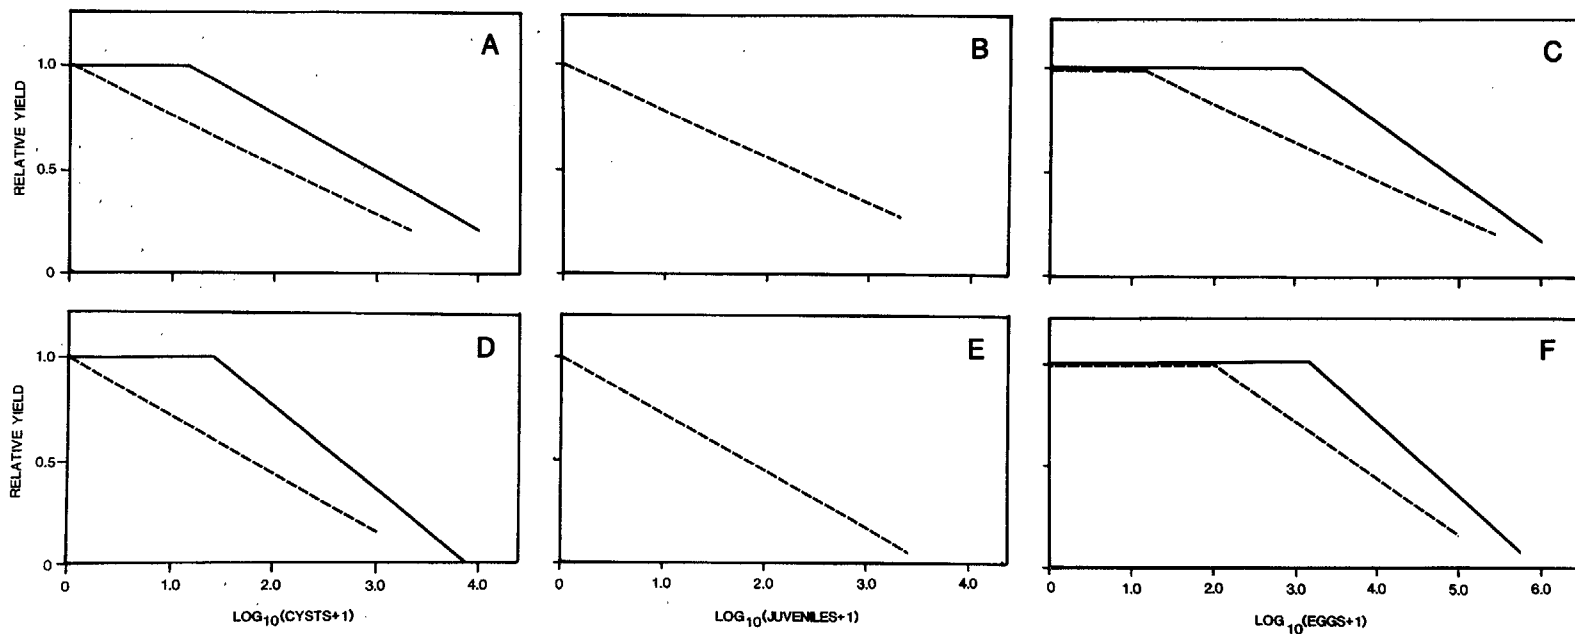 A
B
C
RELATIVE YIELD
1.0
0.5
0
D
E
F
RELATIVE YIELD
1.0
0.5
0
0 1.0 2.0 3.0 4.0
0 1.0 2.0 3.0 4.0
0 1.0 2.0 3.0 4.0 5.0 6.0
LOG10(CYSTS+1)
LOG10(JUVENILES+1)
LOG10(EGGS+1)